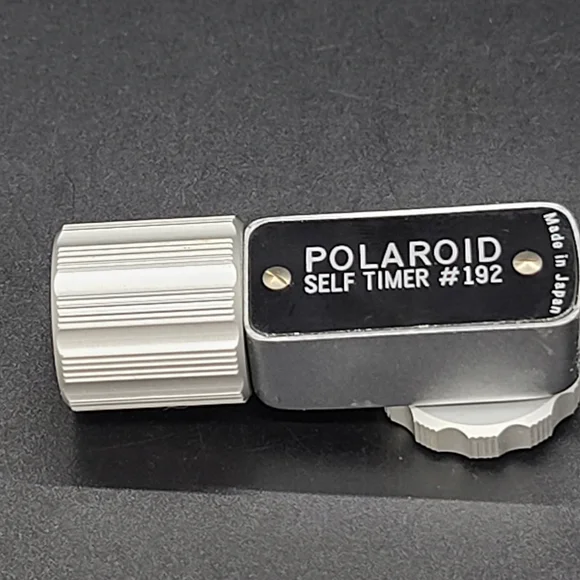 POLAROID
SELF TIMER #192
Made in Japan